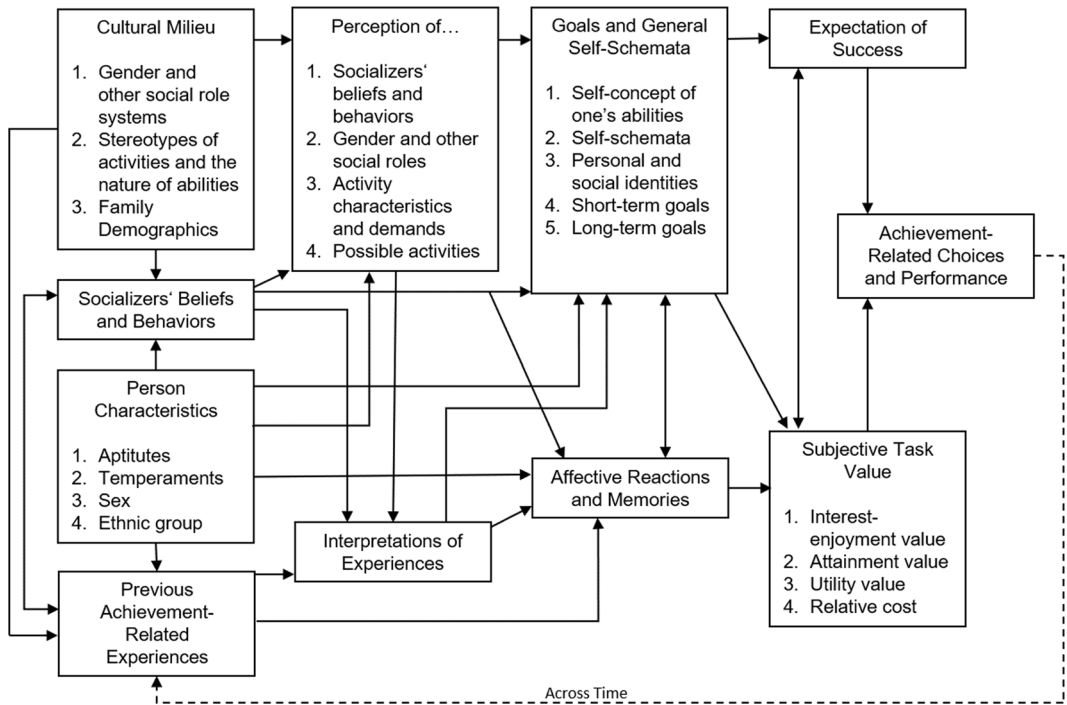 Cultural Milieu
1. Gender and
other social role
systems
2. Stereotypes of
activities and the
nature of abilities
3. Family
Demographics
Perception of…
1. Socializers‘
beliefs and
behaviors
2. Gender and other
social roles
3. Activity
characteristics
and demands
4. Possible activities
Goals and General
Self-Schemata
1. Self-concept of
one’s abilities
2. Self-schemata
3. Personal and
social identities
4. Short-term goals
5. Long-term goals
Expectation of
Success
Achievement-
Related Choices
and Performance
Socializers‘ Beliefs
and Behaviors
Person
Characteristics
1. Aptitutes
2. Temperaments
3. Sex
4. Ethnic group
Affective Reactions
and Memories
Subjective Task
Value
1. Interest-
enjoyment value
2. Attainment value
3. Utility value
4. Relative cost
Interpretations of
Experiences
Previous
Achievement-
Related
Experiences
Across Time